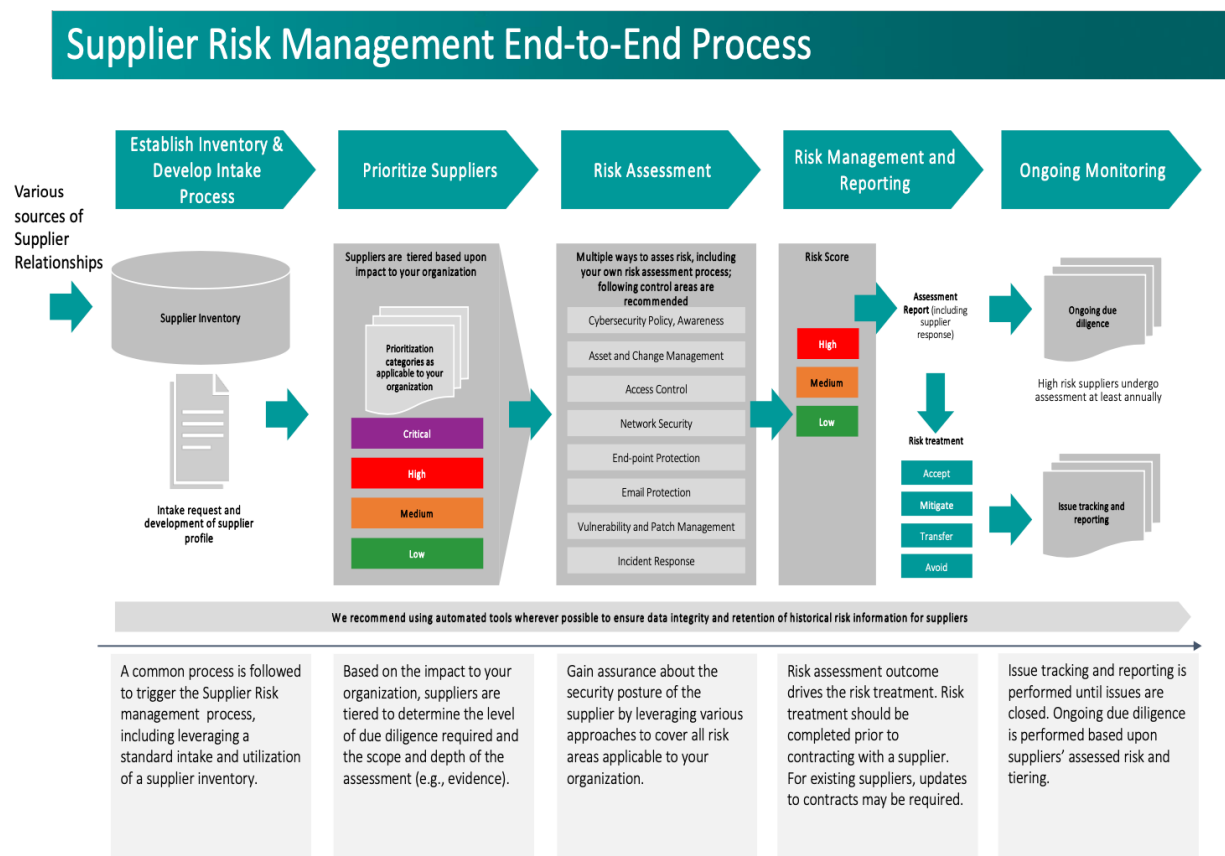 Supplier Risk Management End-to-End Process
Various
sources of
Supplier
Relationships
Establish Inventory &
Develop Intake
Process
Prioritize Suppliers
Risk Assessment
Risk Management and
Reporting
Ongoing Monitoring
Supplier Inventory
Intake request and
development of supplier
profile
Suppliers are tiered based upon
impact to your organization
Prioritization
categories as
applicable to your
organization
Critical
High
Medium
Low
Multiple ways to asses risk, including
your own risk assessment process;
following control areas are
recommended
Cybersecurity Policy, Awareness
Asset and Change Management
Access Control
Network Security
End-point Protection
Email Protection
Vulnerability and Patch Management
Incident Response
Risk Score
High
Medium
Low
Assessment
Report (including
supplier
response)
Risk treatment
Accept
Mitigate
Transfer
Avoid
Ongoing due
diligence
High risk suppliers undergo
assessment at least annually
Issue tracking and
reporting
We recommend using automated tools wherever possible to ensure data integrity and retention of historical risk information for suppliers
A common process is followed
to trigger the Supplier Risk
management process,
including leveraging a
standard intake and utilization
of a supplier inventory.
Based on the impact to your
organization, suppliers are
tiered to determine the level
of due diligence required and
the scope and depth of the
assessment (e.g., evidence).
Gain assurance about the
security posture of the
supplier by leveraging various
approaches to cover all risk
areas applicable to your
organization.
Risk assessment outcome
drives the risk treatment. Risk
treatment should be
completed prior to
contracting with a supplier.
For existing suppliers, updates
to contracts may be required.
Issue tracking and reporting is
performed until issues are
closed. Ongoing due diligence
is performed based upon
suppliers' assessed risk and
tiering.